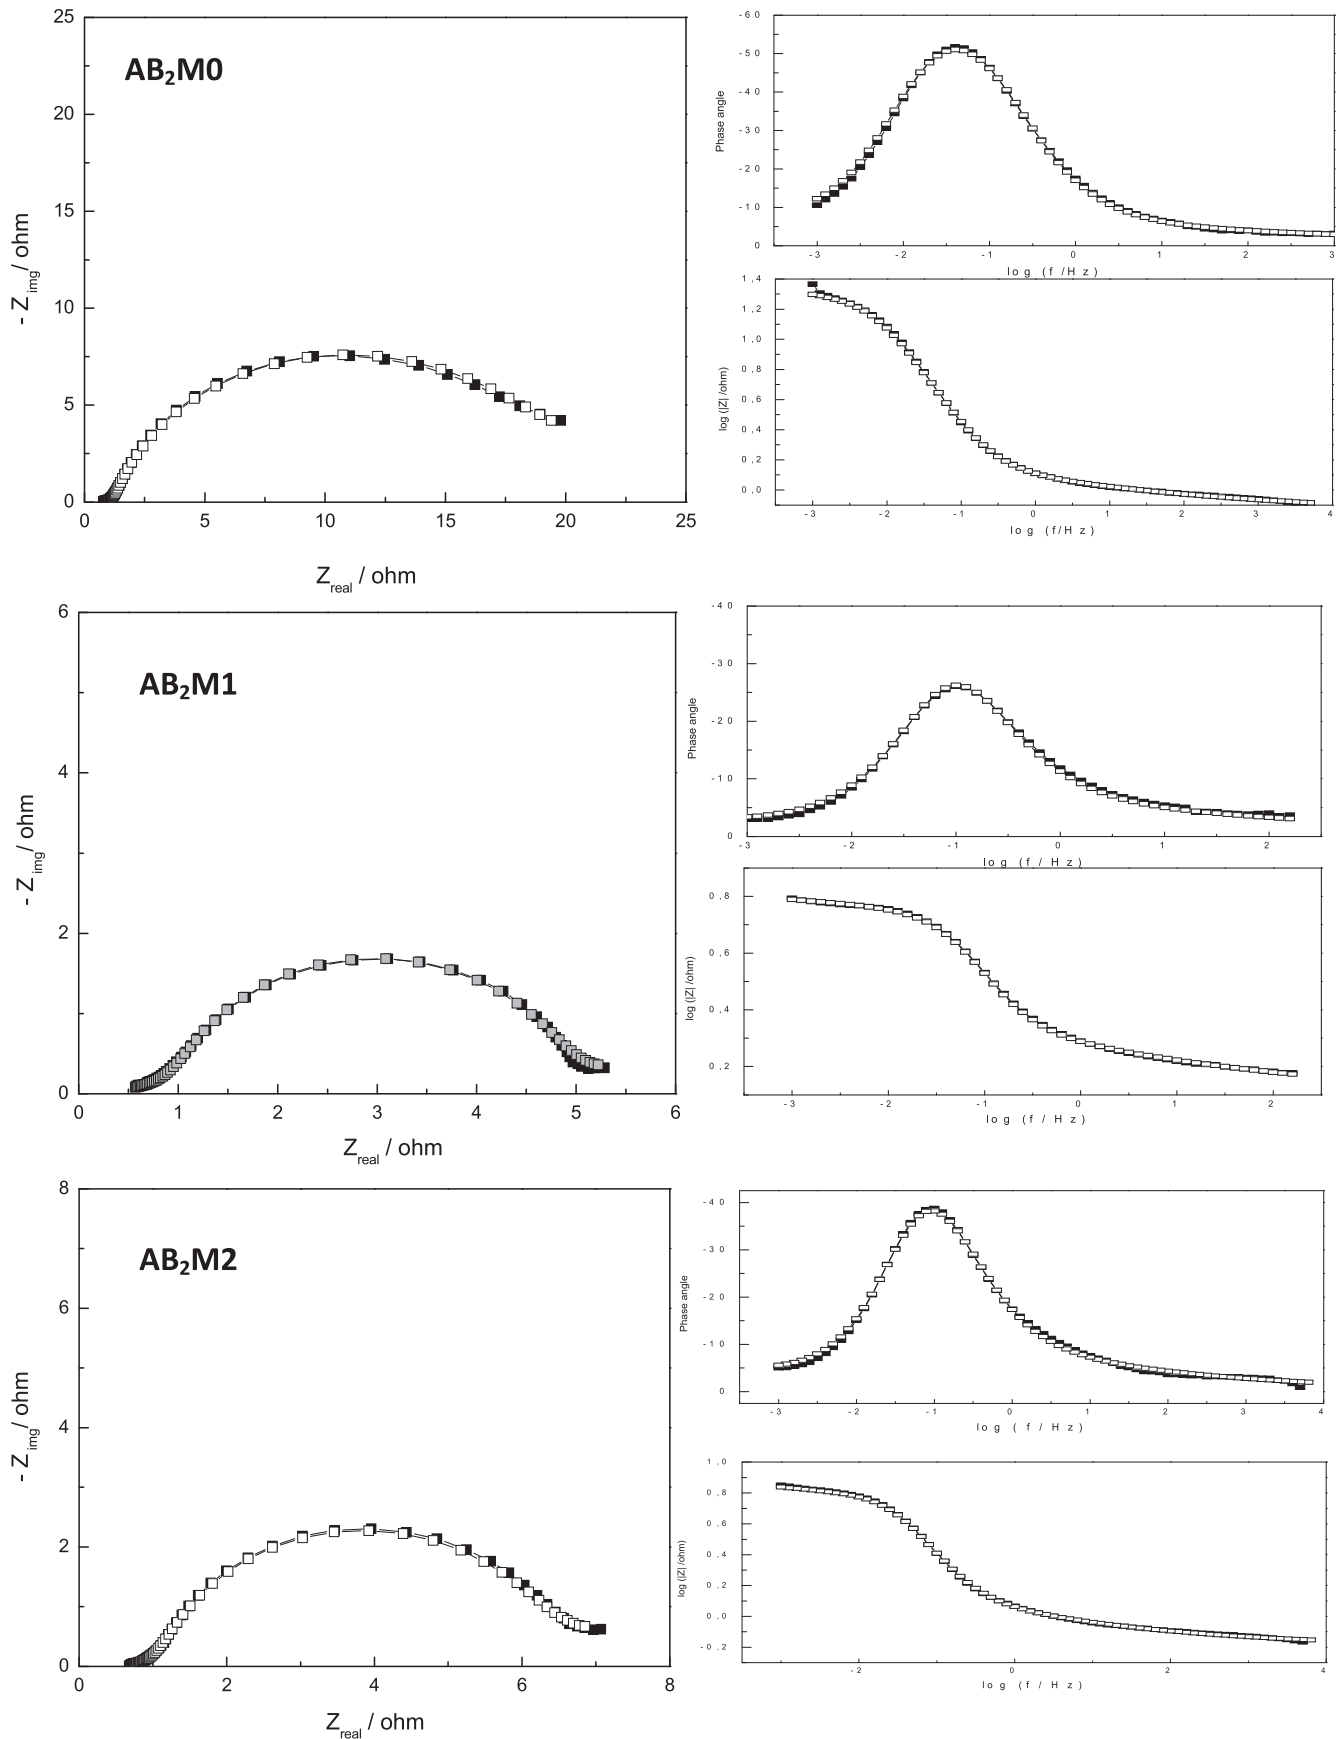 AB₂M0
- Z_img/ ohm
25
20
15
10
5
0
0 5 10 15 20 25
Z_real / ohm
Phase angle
-60
-50
-40
-30
-20
-10
0
-3 -2 -1 0 1 2 3
log (f /Hz)
log (|Z| /ohm)
1,4
1,2
1,0
0,8
0,6
0,4
0,2
0,0
-3 -2 -1 0 1 2 3 4
log (f/Hz)
AB₂M1
- Z_img/ ohm
6
4
2
0
0 1 2 3 4 5 6
Z_real / ohm
Phase angle
-40
-30
-20
-10
0
-3 -2 -1 0 1 2
log (f / Hz)
log (|Z| /ohm)
0,8
0,6
0,4
0,2
-3 -2 -1 0 1 2
log (f / Hz)
AB₂M2
- Z_img/ ohm
8
6
4
2
0
0 2 4 6 8
Z_real / ohm
Phase angle
-40
-30
-20
-10
0
-3 -2 -1 0 1 2 3 4
log ( f / Hz)
log (|Z| /ohm)
1,0
0,8
0,6
0,4
0,2
0,0
-0,2
-2 0 2 4
log (f / Hz)